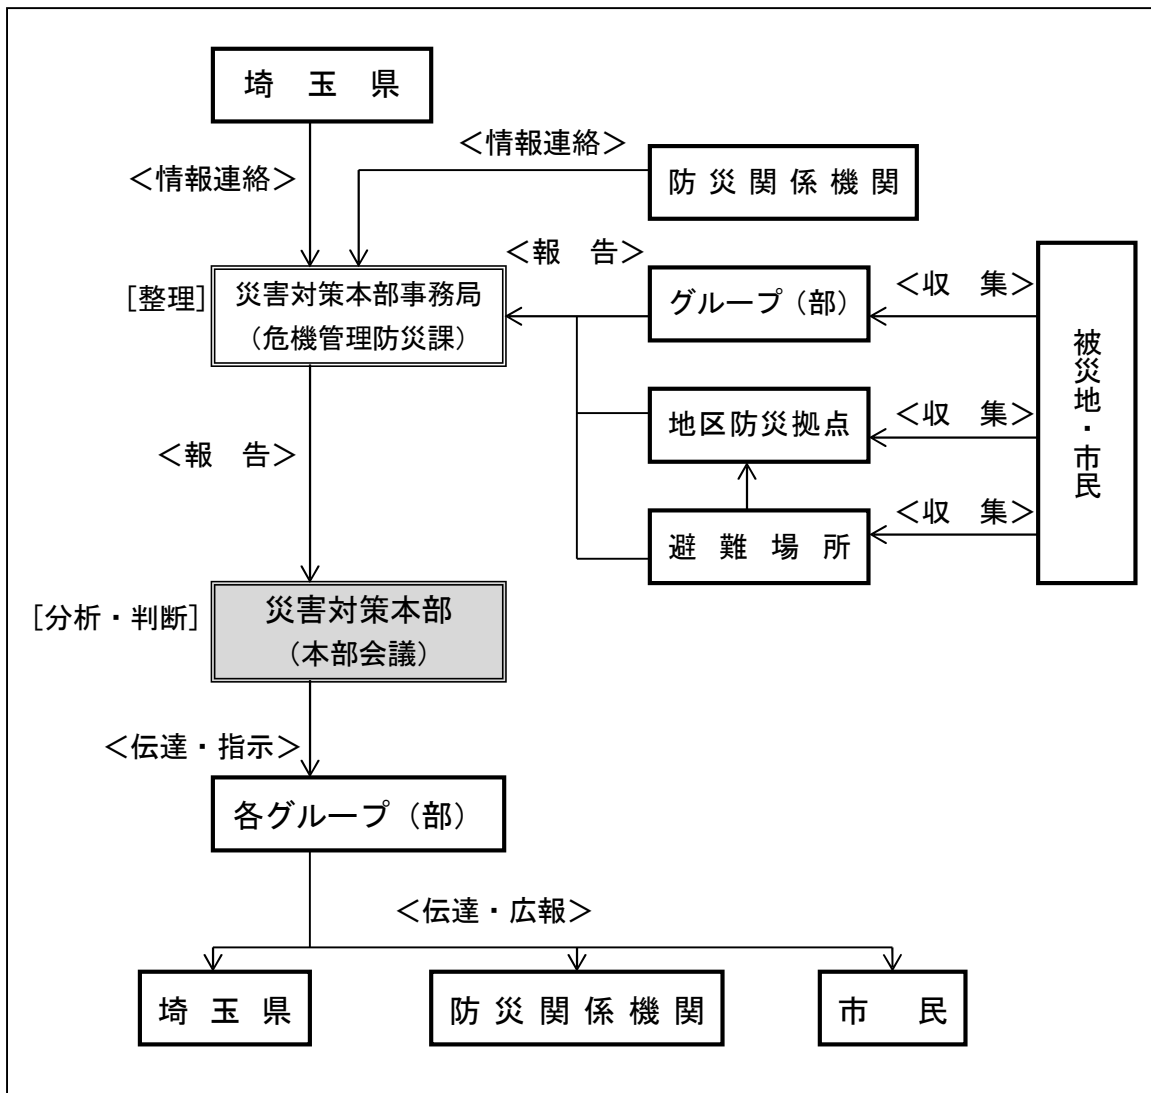 埼玉県
＜情報連絡＞
＜情報連絡＞
防災関係機関
＜報　告＞
［整理］
災害対策本部事務局
（危機管理防災課）
グループ（部）
＜収　集＞
被災地・市民
地区防災拠点
＜収　集＞
避難場所
＜収　集＞
＜報　告＞
［分析・判断］
災害対策本部
（本部会議）
＜伝達・指示＞
各グループ（部）
＜伝達・広報＞
埼玉県
防災関係機関
市　民